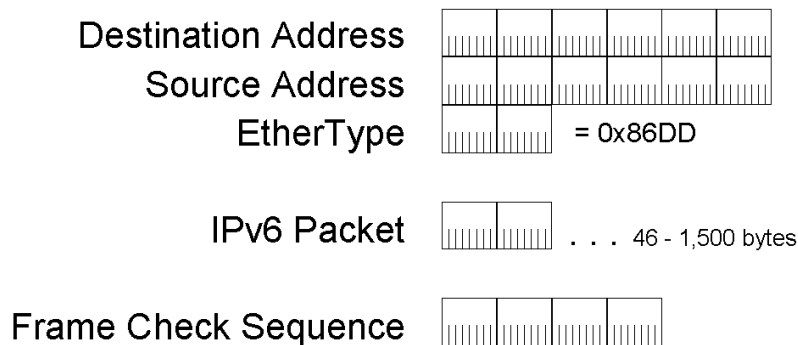 Destination Address
Source Address
EtherType = 0x86DD
IPv6 Packet . . . 46 - 1,500 bytes
Frame Check Sequence